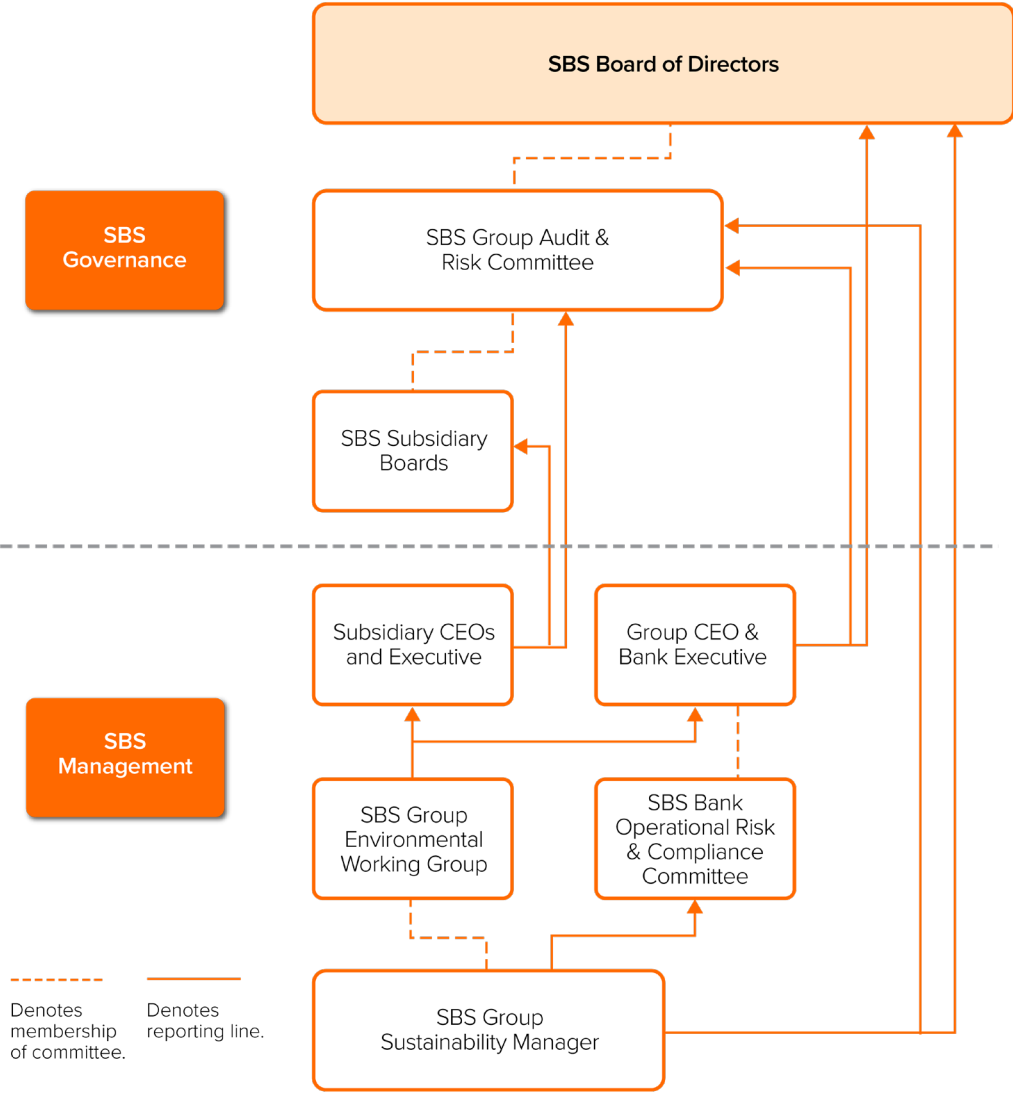 SBS Board of Directors
SBS
Governance
SBS Group Audit &
Risk Committee
SBS Subsidiary
Boards
Subsidiary CEOs
and Executive
Group CEO &
Bank Executive
SBS
Management
SBS Group
Environmental
Working Group
SBS Bank
Operational Risk
& Compliance
Committee
SBS Group
Sustainability Manager
Denotes
membership
of committee.
Denotes
reporting line.